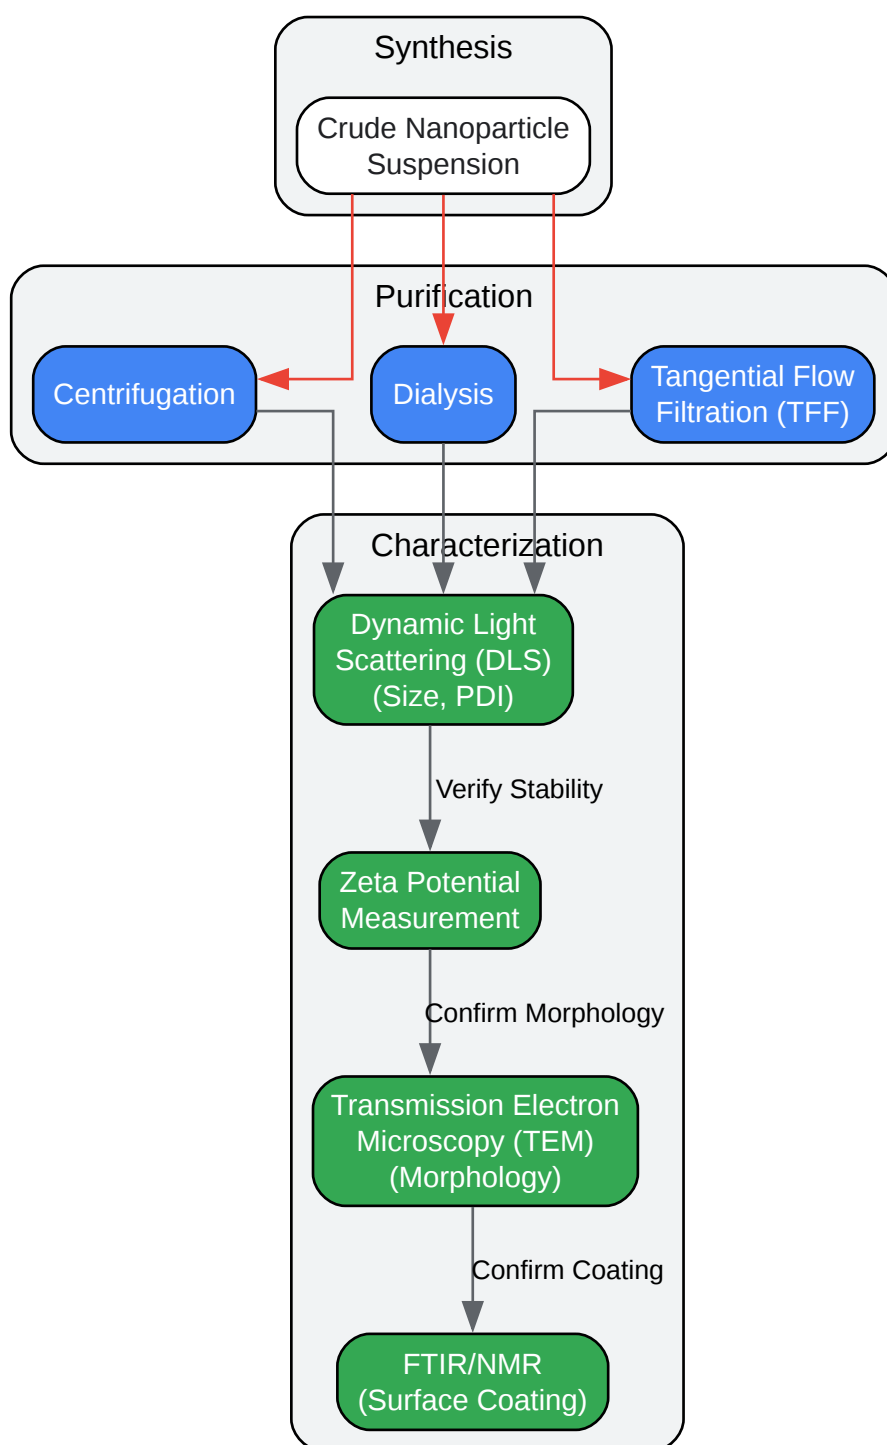 Synthesis
Crude Nanoparticle
Suspension
Purification
Centrifugation
Dialysis
Tangential Flow
Filtration (TFF)
Characterization
Dynamic Light
Scattering (DLS)
(Size, PDI)
Verify Stability
Zeta Potential
Measurement
Confirm Morphology
Transmission Electron
Microscopy (TEM)
(Morphology)
Confirm Coating
FTIR/NMR
(Surface Coating)